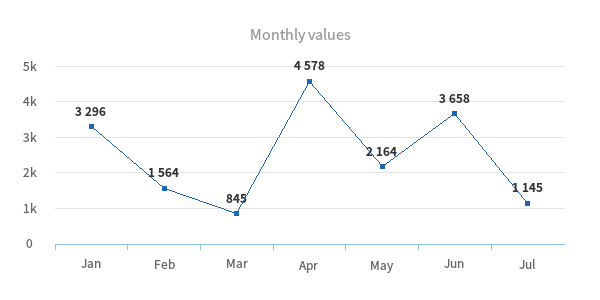 Monthly values
5k
4k
3k
2k
1k
0
3 296
1 564
845
4 578
2 164
3 658
1 145
Jan
Feb
Mar
Apr
May
Jun
Jul